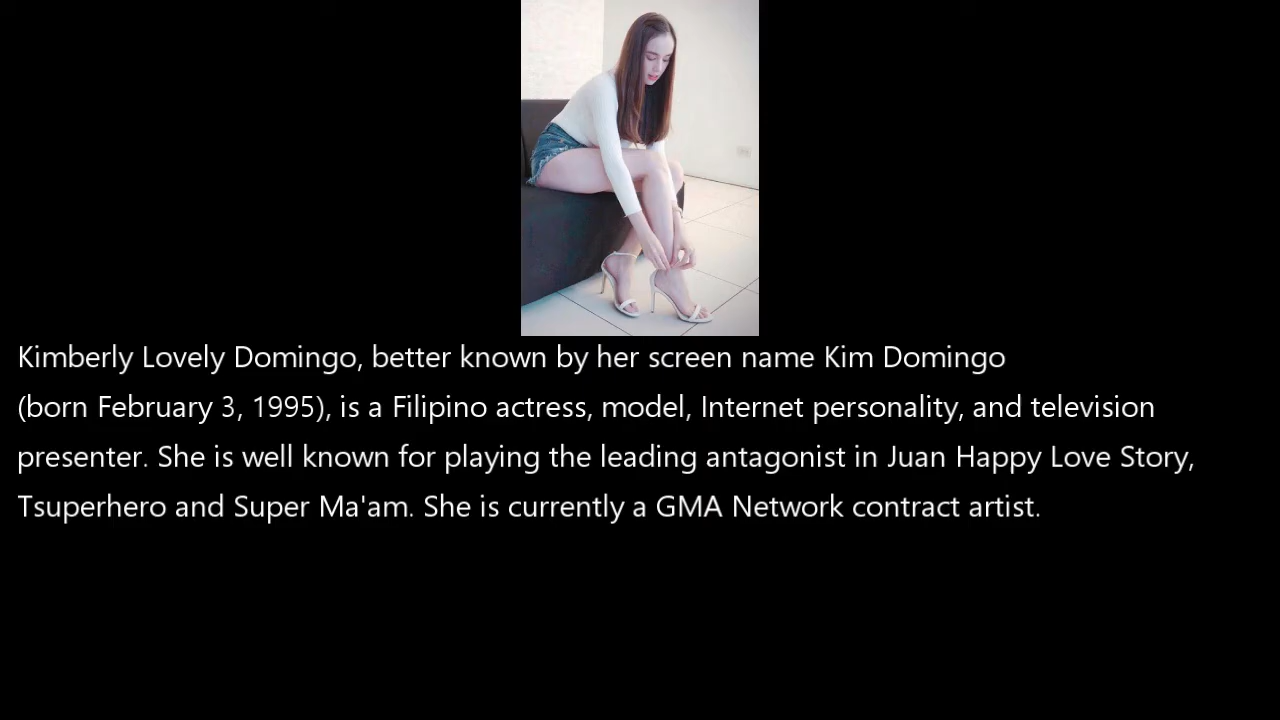 Kimberly Lovely Domingo, better known by her screen name Kim Domingo
(born February 3, 1995), is a Filipino actress, model, Internet personality, and television
presenter. She is well known for playing the leading antagonist in Juan Happy Love Story,
Tsuperhero and Super Ma'am. She is currently a GMA Network contract artist.